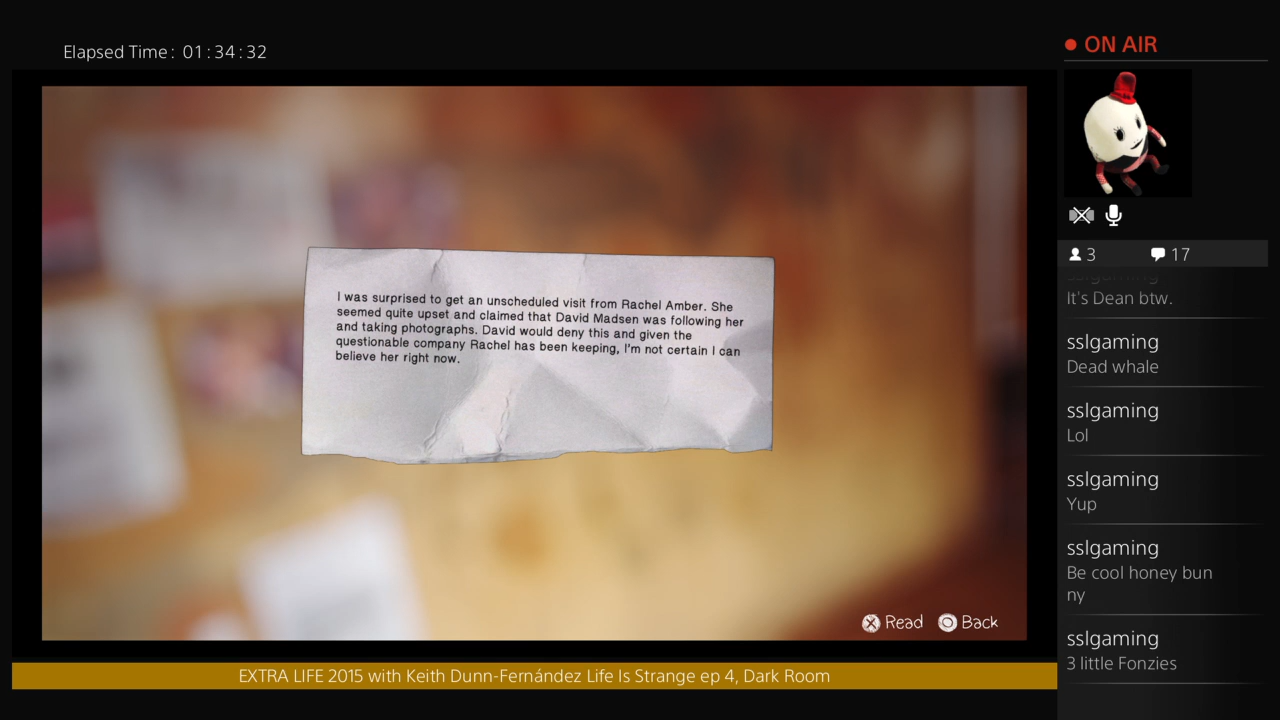 Elapsed Time: 01:34:32
ON AIR
I was surprised to get an unscheduled visit from Rachel Amber. She
seemed quite upset and claimed that David Madsen was following her
and taking photographs. David would deny this and given the
questionable company Rachel has been keeping, I'm not certain I can
believe her right now.
Read Back
EXTRA LIFE 2015 with Keith Dunn-Fernández Life Is Strange ep 4, Dark Room
3 17
sslgaming
It's Dean btw.
sslgaming
Dead whale
sslgaming
Lol
sslgaming
Yup
sslgaming
Be cool honey bun
ny
sslgaming
3 little Fonzies